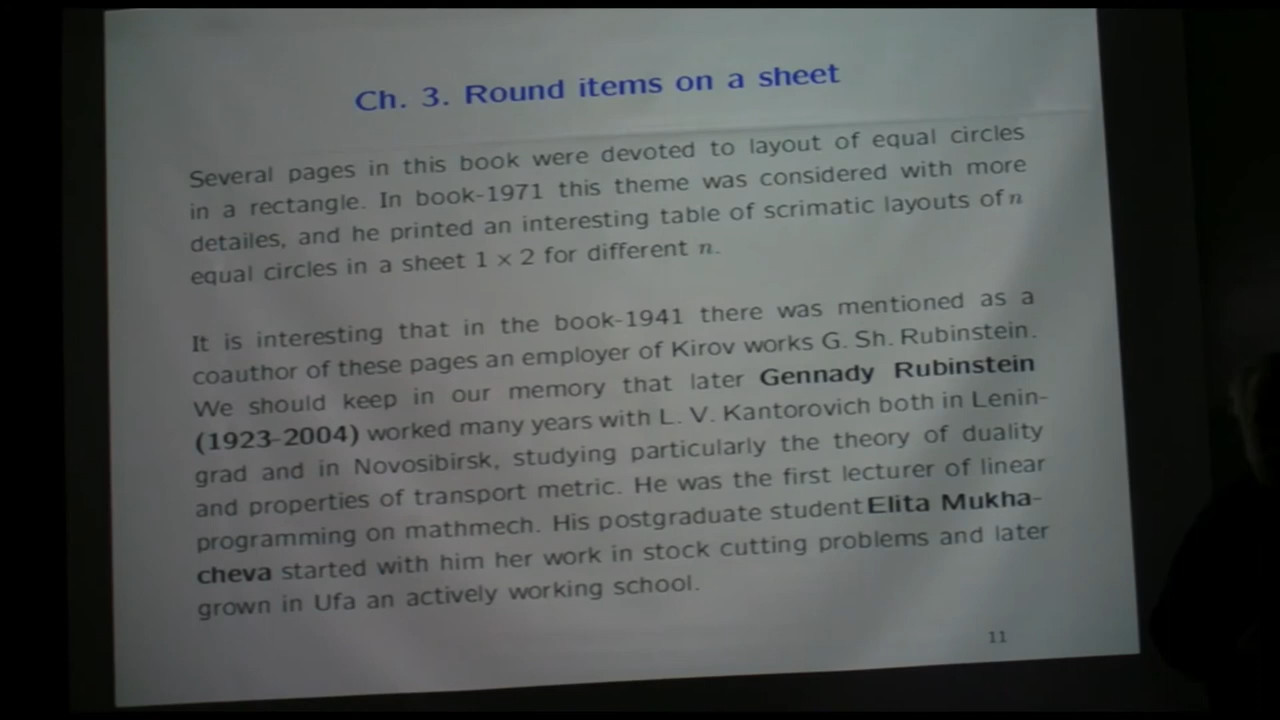 Ch. 3. Round items on a sheet
Several pages in this book were devoted to layout of equal circles
in a rectangle. In book-1971 this theme was considered with more
detailes, and he printed an interesting table of scrimatic layouts of n
equal circles in a sheet 1 × 2 for different n.
It is interesting that in the book-1941 there was mentioned as a
coauthor of these pages an employer of Kirov works G. Sh. Rubinstein.
We should keep in our memory that later Gennady Rubinstein
(1923-2004) worked many years with L. V. Kantorovich both in Lenin-
grad and in Novosibirsk, studying particularly the theory of duality
and properties of transport metric. He was the first lecturer of linear
programming on mathmech. His postgraduate student Elita Mukha-
cheva started with him her work in stock cutting problems and later
grown in Ufa an actively working school.
11